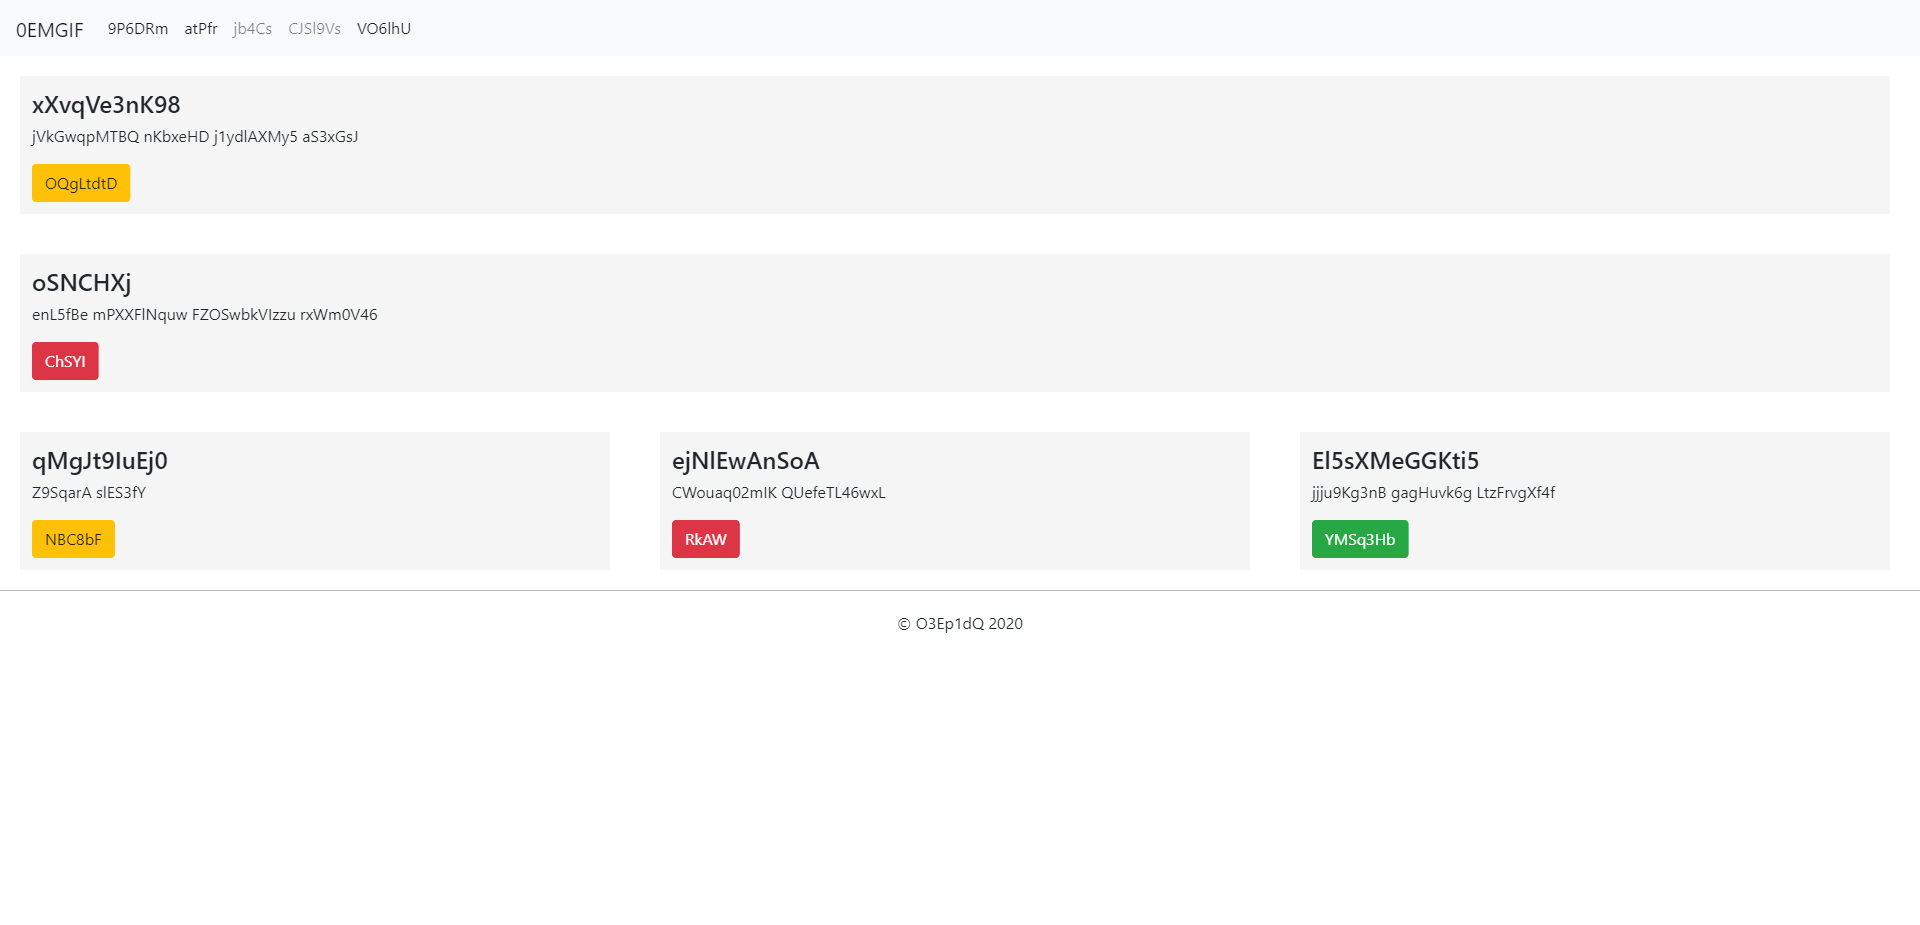 0EMGIF 9P6DRm atPfr jb4Cs CJSl9Vs VO6lhU
xXvqVe3nK98
jVkGwqpMTBQ nKbxeHD j1ydlAXMy5 aS3xGsJ
OQgLtdtD
oSNCHXj
enL5fBe mPXXFlNquw FZOSwbkVIzzu rxWm0V46
ChSYI
qMgJt9IuEj0
Z9SqarA slES3fY
NBC8bF
ejNlEwAnSoA
CWouaq02mIK QUefeTL46wxL
RkAW
El5sXMeGGKti5
jjju9Kg3nB gagHuvk6g LtzFrvgXf4f
YMSq3Hb
© O3Ep1dQ 2020